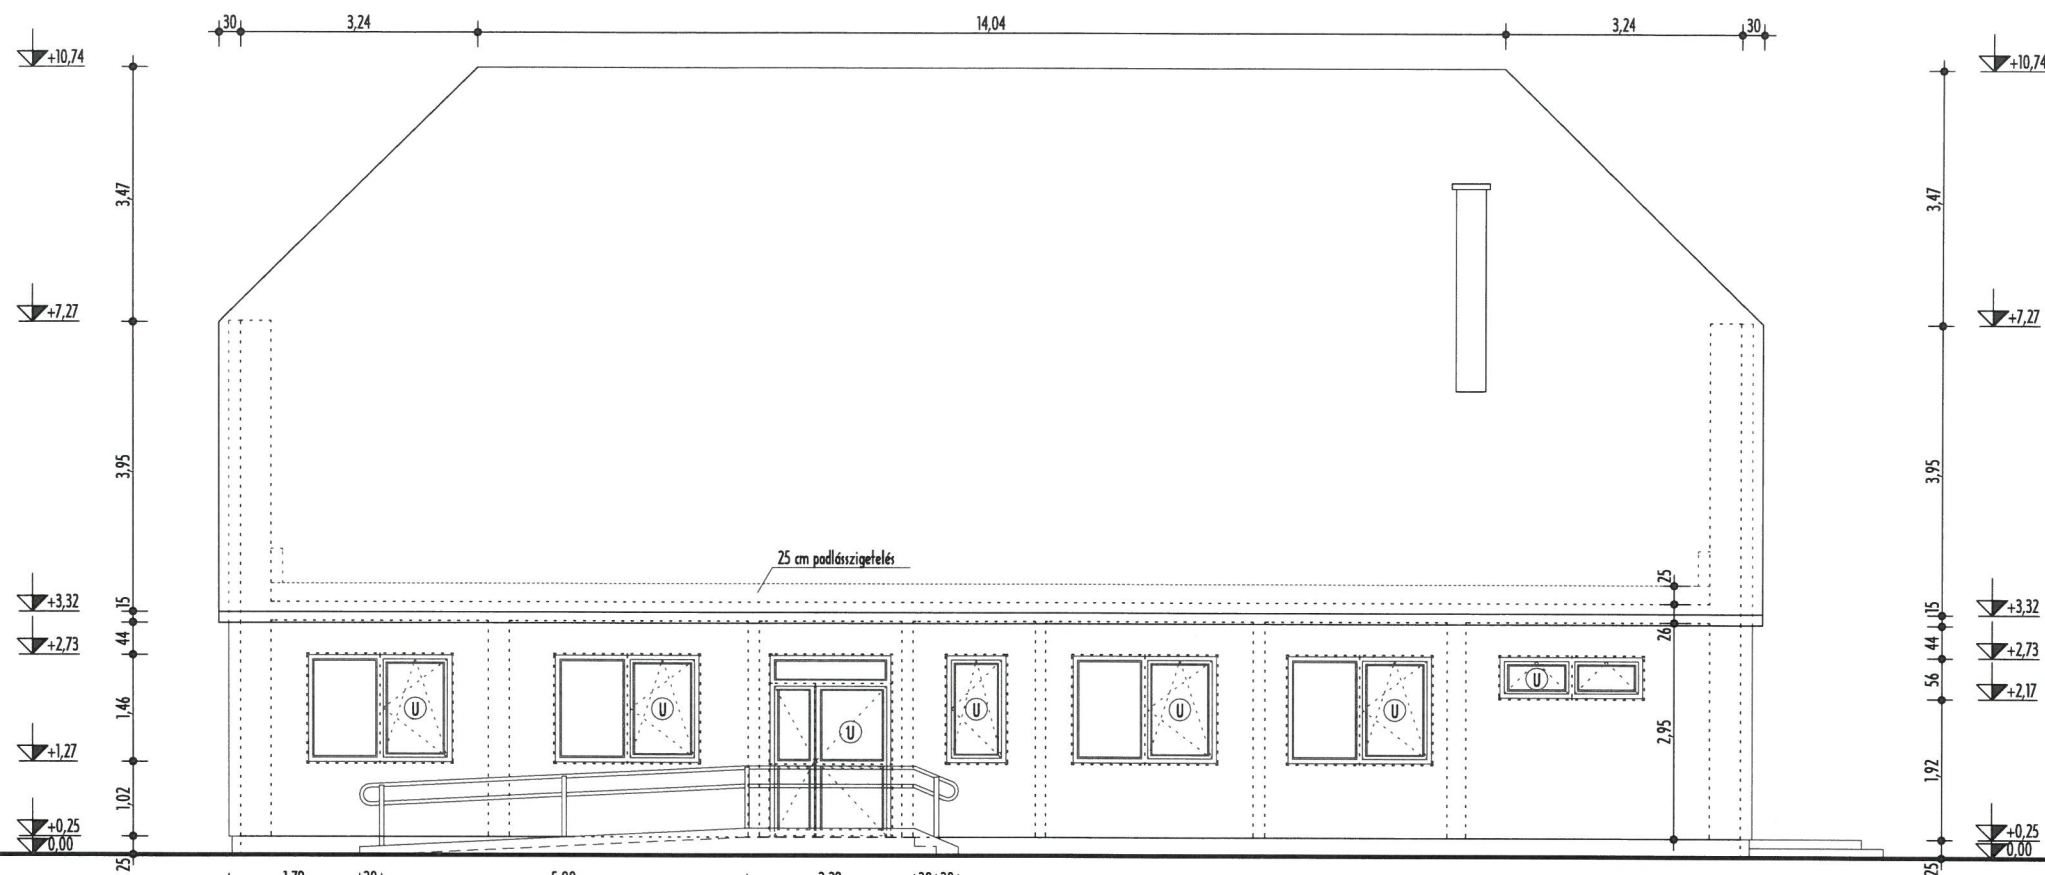 30 3,24 14,04 3,24 30
+10,74 +10,74
3,47 3,47
+7,27 +7,27
3,95 3,95
25 cm padlásszigetelés
25
+3,32 15 15 15 +3,32
44 26 44
+2,73 +2,73
56
U U U U U U U
+2,17
1,46 2,95
+1,27
1,02 1,92
+0,25 +0,25
0,00 0,00
25 25